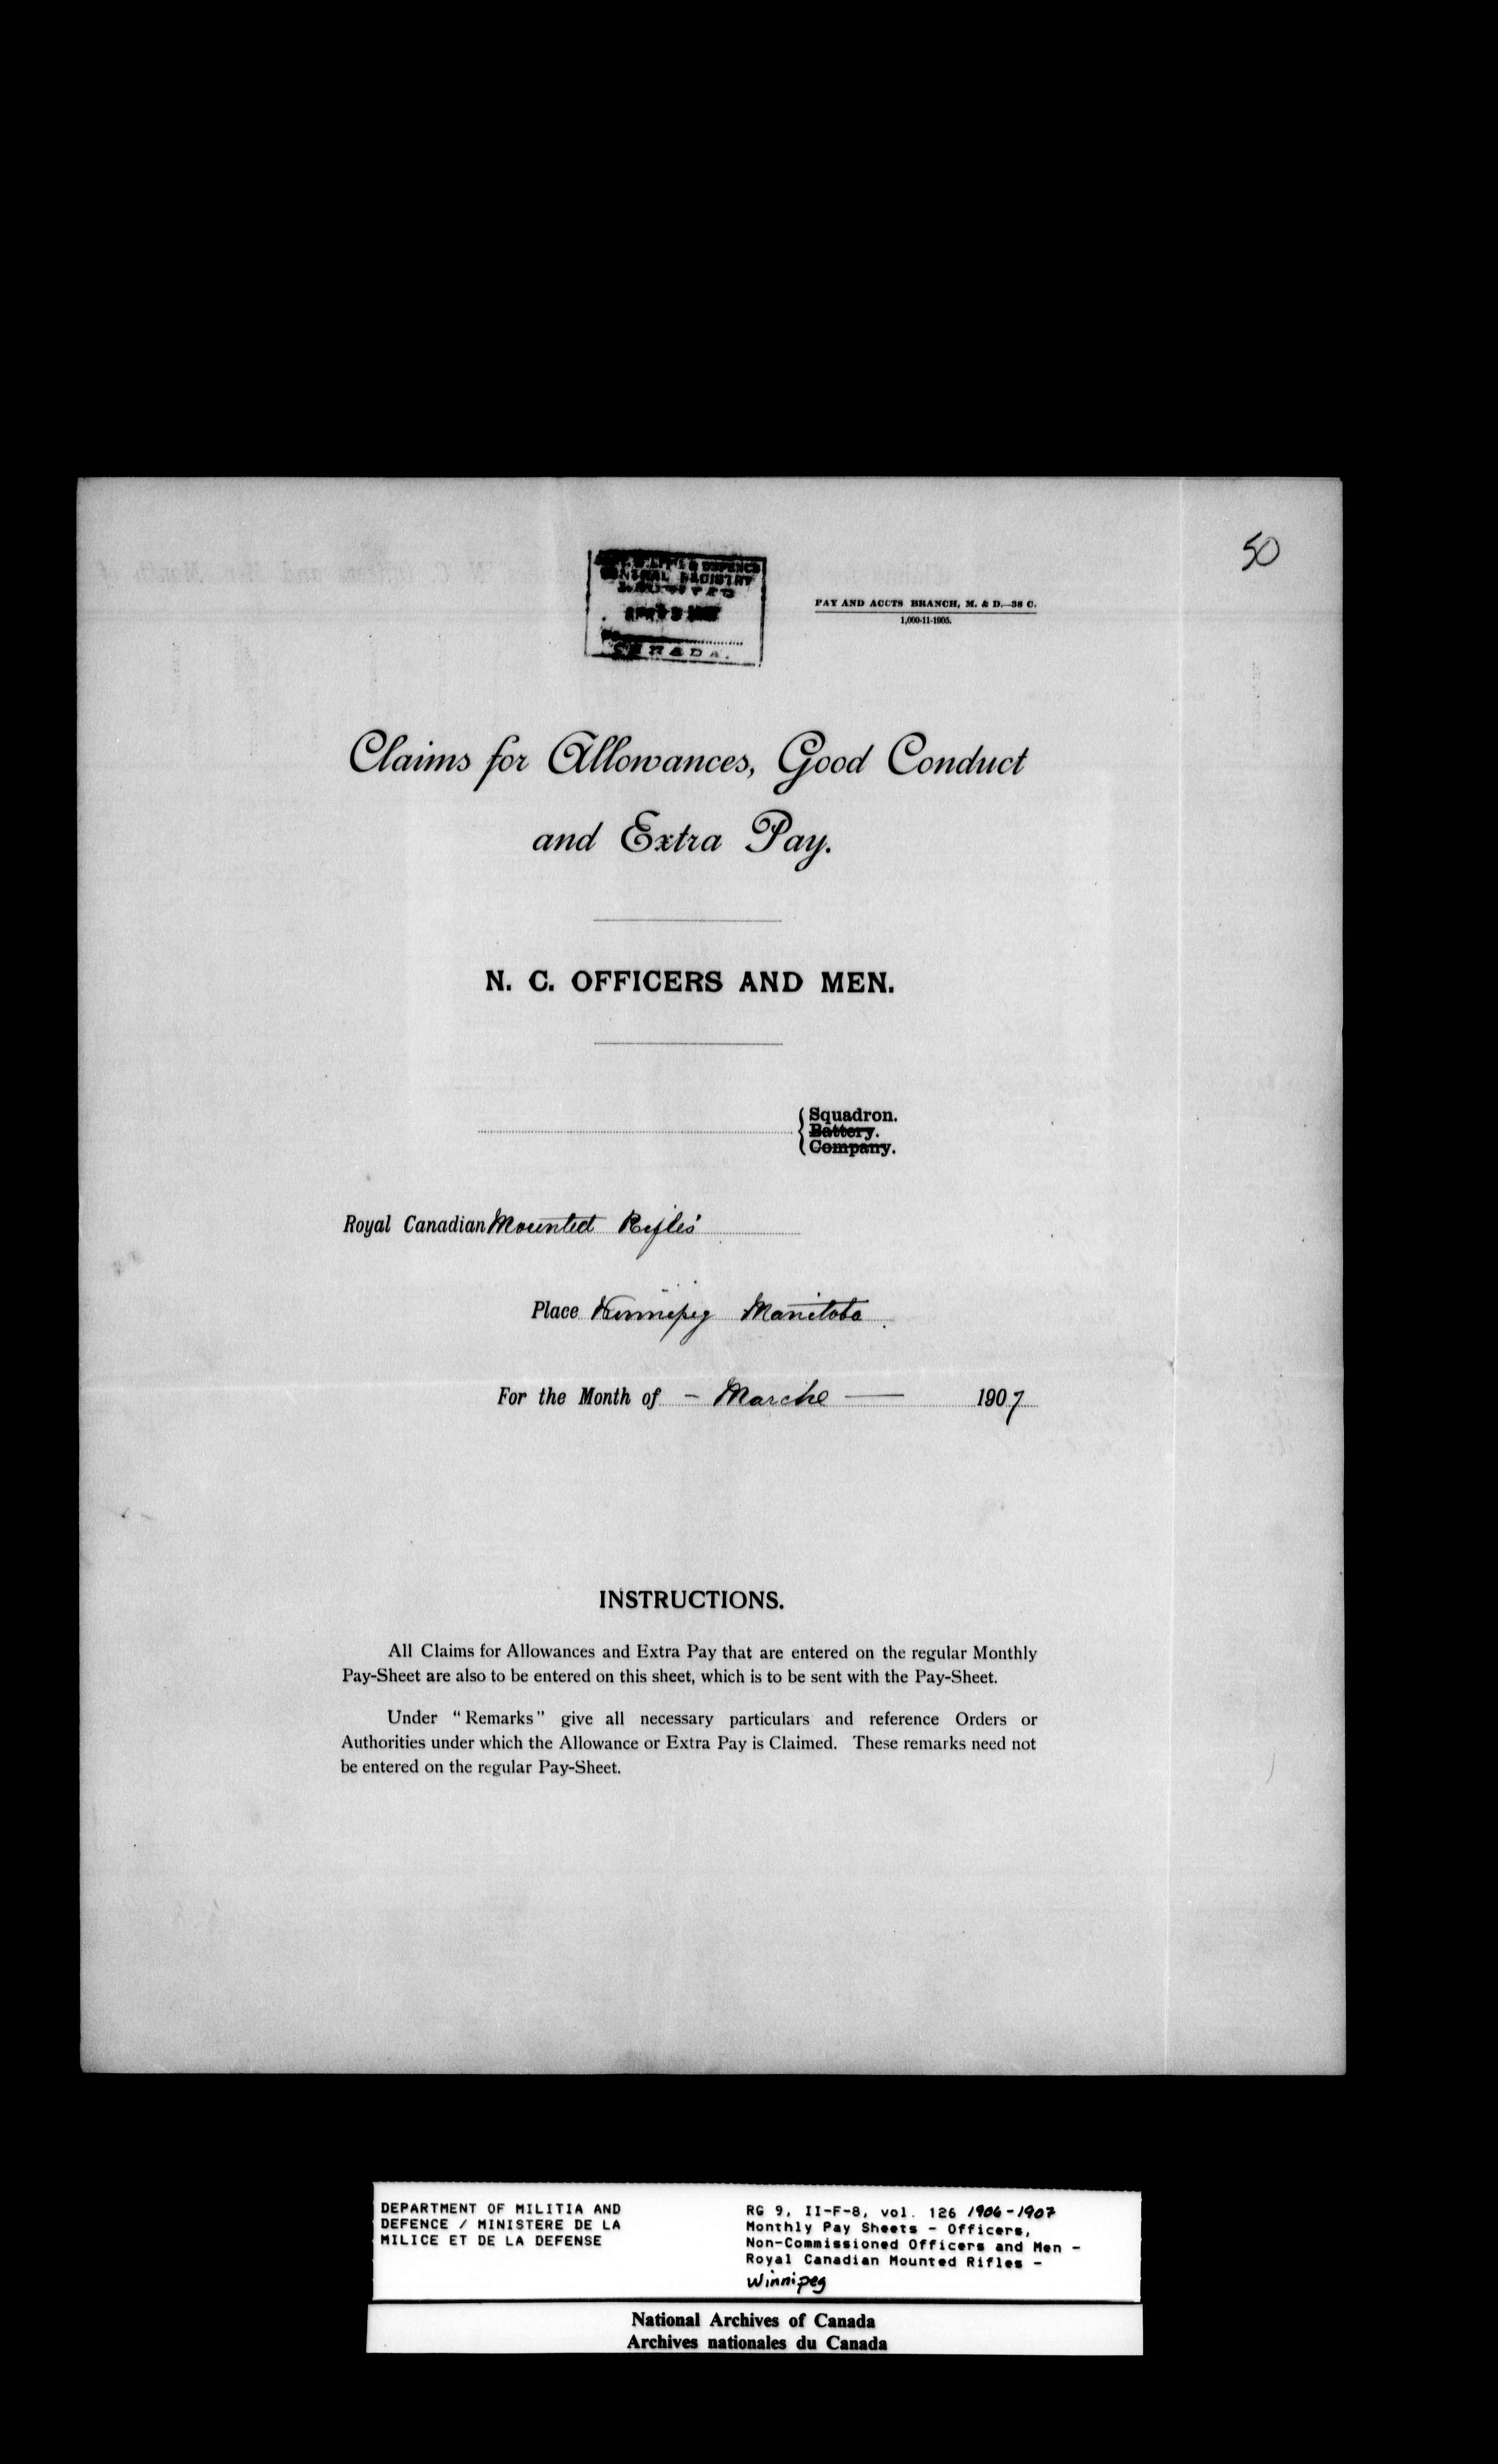 50
GENERAL REGISTRY
CANADA.
PAY AND ACCTS BRANCH, M. & D.—38 C.
1,000-11-1905.
Claims for Allowances, Good Conduct
and Extra Pay.
N. C. OFFICERS AND MEN.
Squadron.
Battery.
Company.
Royal Canadian Mounted Rifles
Place Winnipeg Manitoba.
For the Month of - Marche — 1907
INSTRUCTIONS.
All Claims for Allowances and Extra Pay that are entered on the regular Monthly
Pay-Sheet are also to be entered on this sheet, which is to be sent with the Pay-Sheet.
Under "Remarks" give all necessary particulars and reference Orders or
Authorities under which the Allowance or Extra Pay is Claimed. These remarks need not
be entered on the regular Pay-Sheet.
DEPARTMENT OF MILITIA AND
DEFENCE / MINISTERE DE LA
MILICE ET DE LA DEFENSE
RG 9, II-F-8, vol. 126 1906-1907
Monthly Pay Sheets - Officers,
Non-Commissioned Officers and Men -
Royal Canadian Mounted Rifles -
Winnipeg
National Archives of Canada
Archives nationales du Canada